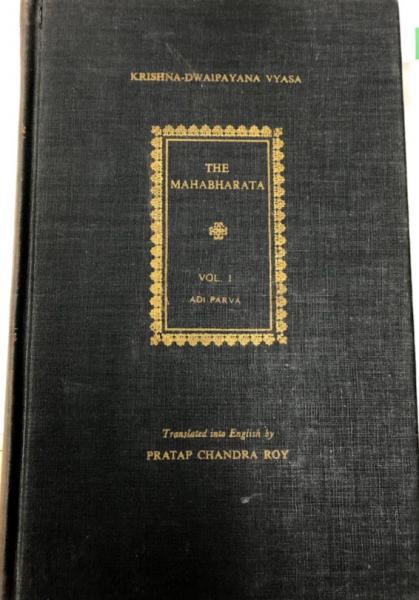 KRISHNA-DWAIPAYANA VYASA
THE
MAHABHARATA
VOL. I
ADI PARVA
Translated into English by
PRATAP CHANDRA ROY